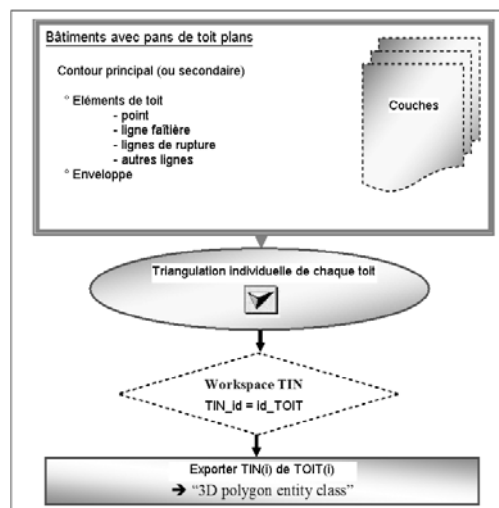 Bâtiments avec pans de toit plans
Contour principal (ou secondaire)
° Eléments de toit
- point
- ligne faîtière
- lignes de rupture
- autres lignes
° Enveloppe
Couches
Triangulation individuelle de chaque toit
Workspace TIN
TIN_id = id_TOIT
Exporter TIN(i) de TOIT(i)
➔ “3D polygon entity class”